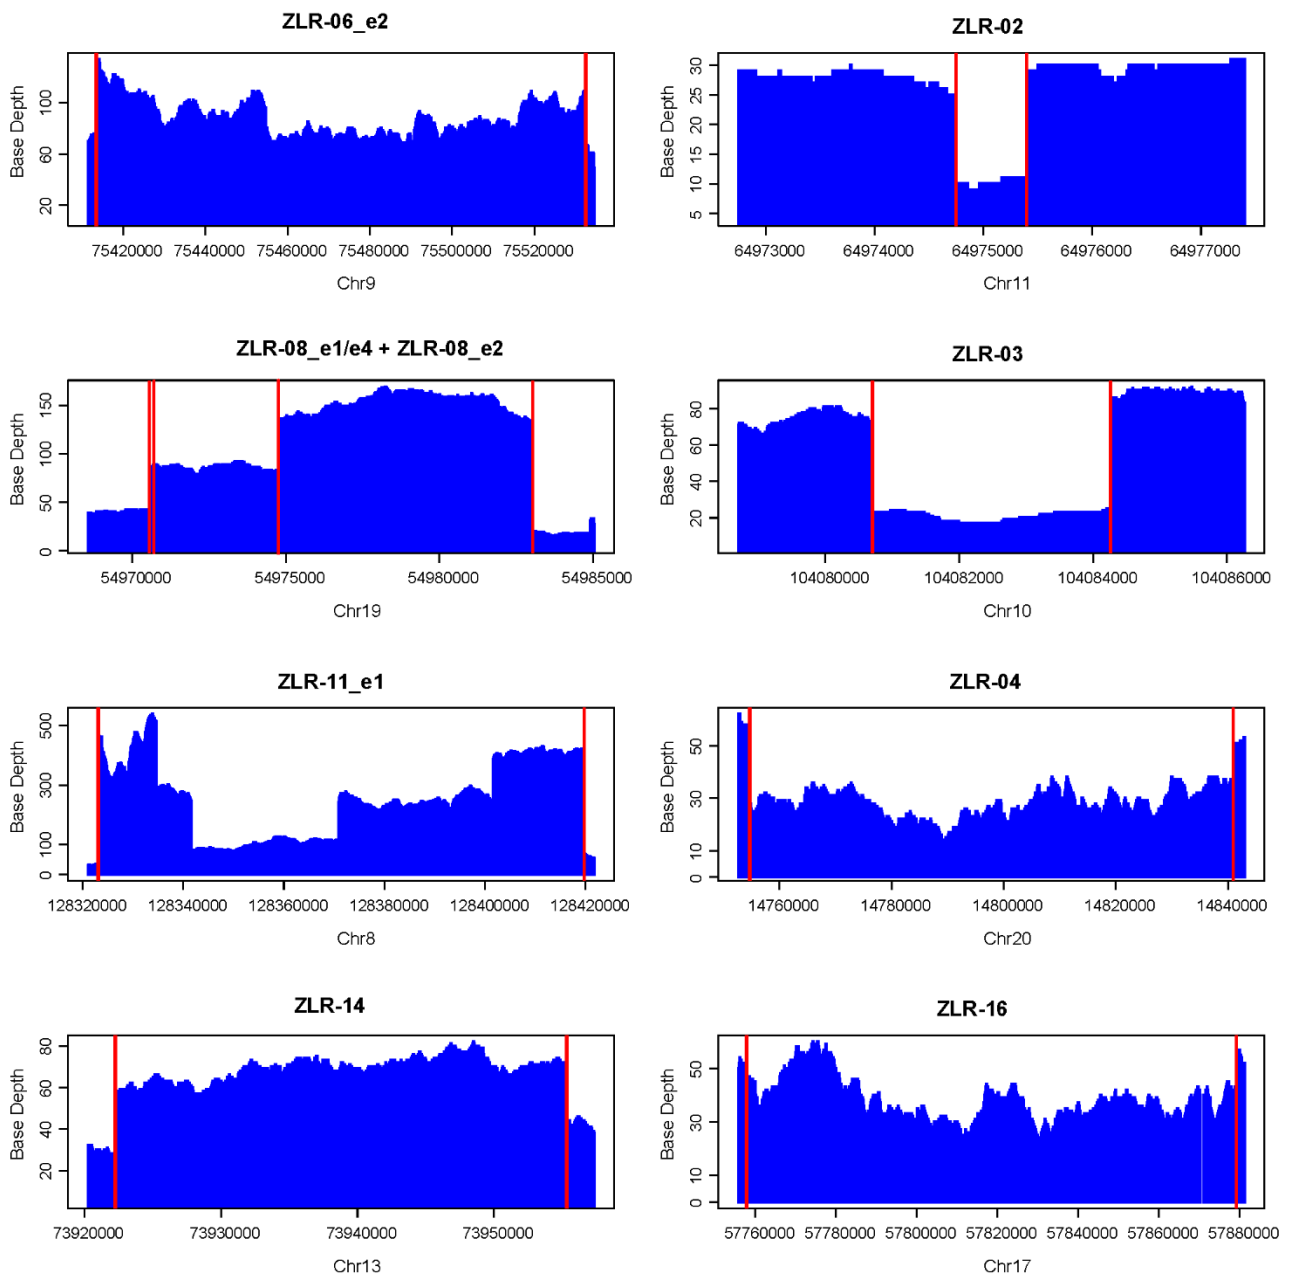 ZLR-06_e2
Base Depth
20
60
100
75420000 75440000 75460000 75480000 75500000 75520000
Chr9
ZLR-02
Base Depth
5
10
15
20
25
30
64973000 64974000 64975000 64976000 64977000
Chr11
ZLR-08_e1/e4 + ZLR-08_e2
Base Depth
0
50
100
150
54970000 54975000 54980000 54985000
Chr19
ZLR-03
Base Depth
20
40
60
80
104080000 104082000 104084000 104086000
Chr10
ZLR-11_e1
Base Depth
0
100
300
500
128320000 128340000 128360000 128380000 128400000 128420000
Chr8
ZLR-04
Base Depth
0
10
30
50
14760000 14780000 14800000 14820000 14840000
Chr20
ZLR-14
Base Depth
20
40
60
80
73920000 73930000 73940000 73950000
Chr13
ZLR-16
Base Depth
0
10
30
50
57760000 57780000 57800000 57820000 57840000 57860000 57880000
Chr17